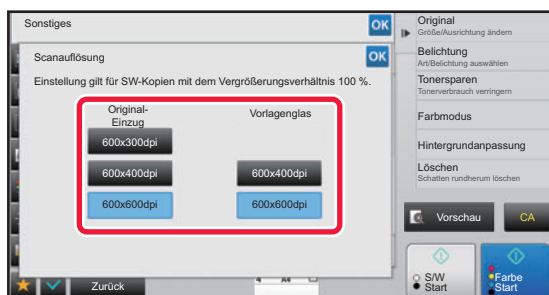 Sonstiges
OK
Scanauflösung
OK
Einstellung gilt für SW-Kopien mit dem Vergrößerungsverhältnis 100 %.
Original-
Einzug
Vorlagenglas
600x300dpi
600x400dpi
600x400dpi
600x600dpi
600x600dpi
Zurück
A4
Original
Größe/Ausrichtung ändern
Belichtung
Art/Belichtung auswählen
Tonersparen
Tonerverbrauch verringern
Farbmodus
Hintergrundanpassung
Löschen
Schatten rundherum löschen
Vorschau
CA
S/W
Start
Farbe
Start